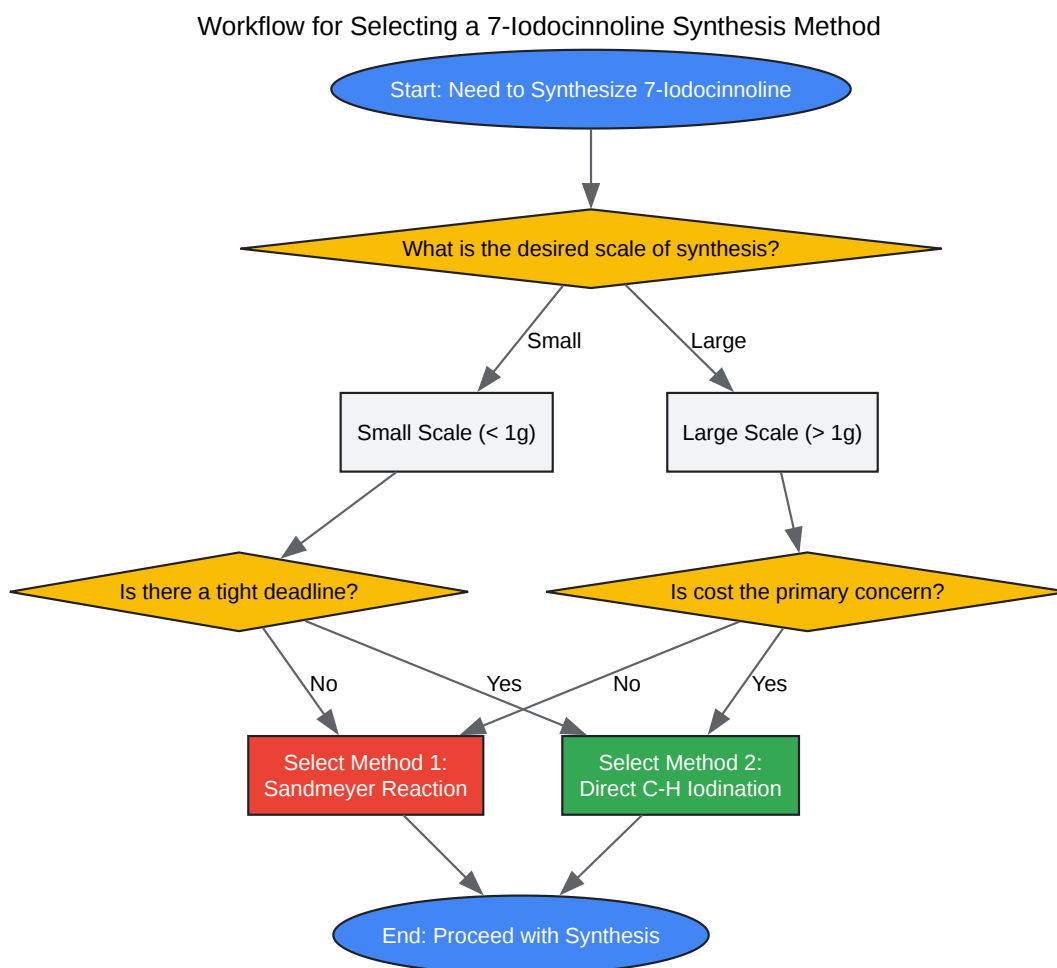 Workflow for Selecting a 7-Iodocinnoline Synthesis Method
Start: Need to Synthesize 7-Iodocinnoline
What is the desired scale of synthesis?
Small
Large
Small Scale (< 1g)
Large Scale (> 1g)
Is there a tight deadline?
Is cost the primary concern?
No
Yes
No
Yes
Select Method 1:
Sandmeyer Reaction
Select Method 2:
Direct C-H Iodination
End: Proceed with Synthesis